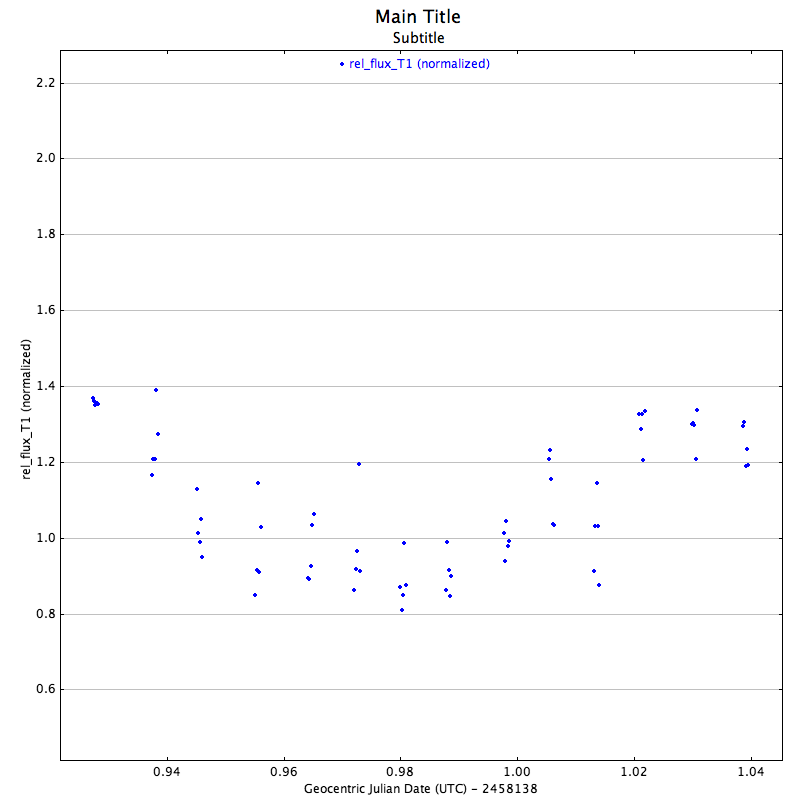 Main Title
Subtitle
rel_flux_T1 (normalized)
2.2
2.0
1.8
1.6
1.4
1.2
1.0
0.8
0.6
rel_flux_T1 (normalized)
0.94 0.96 0.98 1.00 1.02 1.04
Geocentric Julian Date (UTC) - 2458138